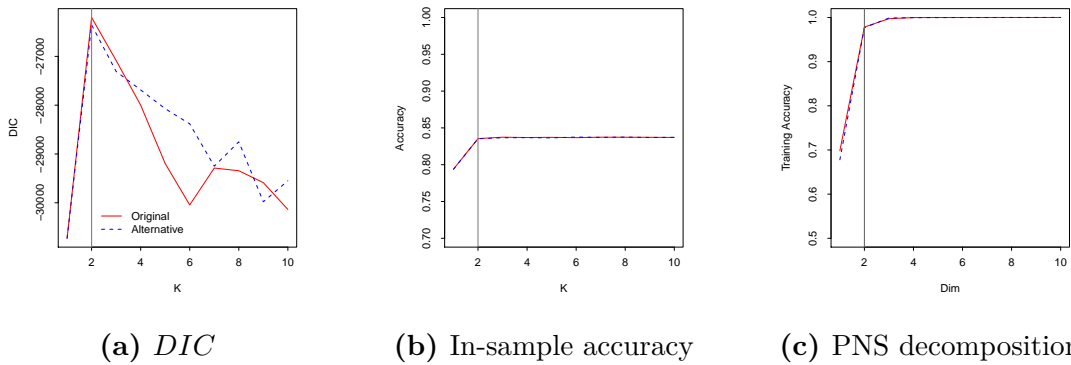 DIC
-27000
-28000
-29000
-30000
Original
Alternative
2 4 6 8 10
K
(a) DIC
Accuracy
1.00
0.95
0.90
0.85
0.80
0.75
0.70
2 4 6 8 10
K
(b) In-sample accuracy
Training Accuracy
1.0
0.9
0.8
0.7
0.6
0.5
2 4 6 8 10
Dim
(c) PNS decomposition